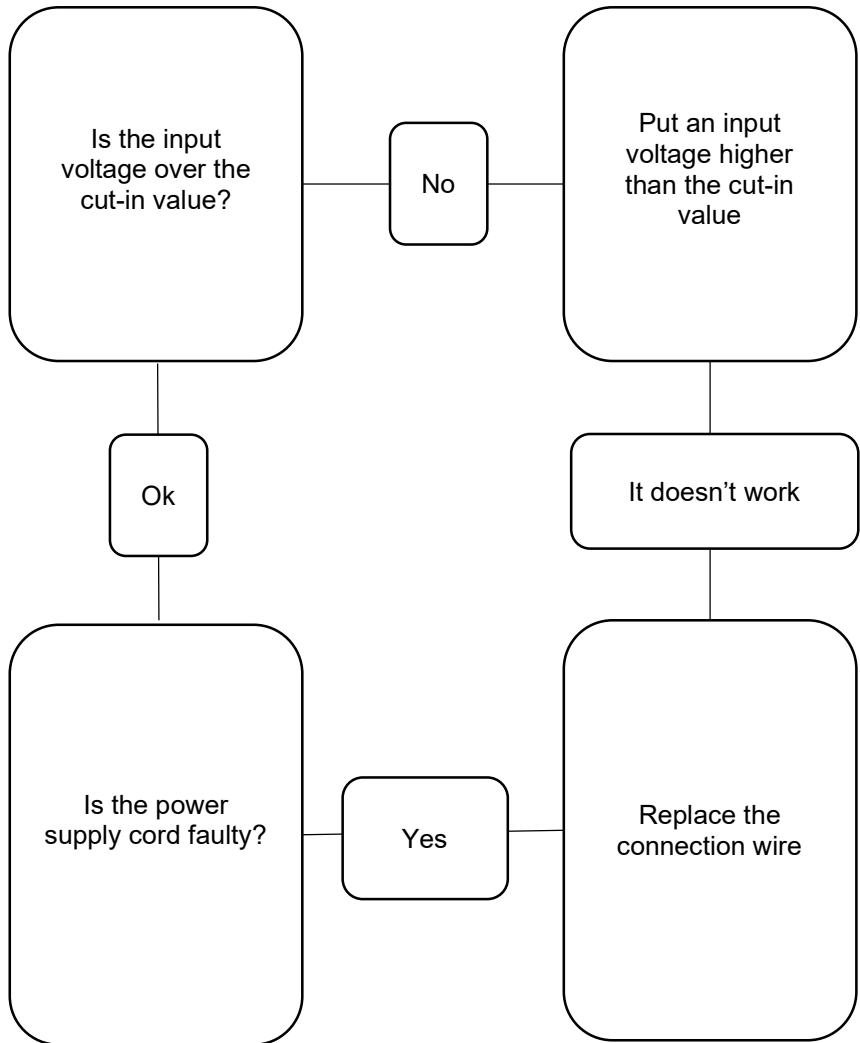 Is the input
voltage over the
cut-in value?
No
Put an input
voltage higher
than the cut-in
value
Ok
It doesn’t work
Is the power
supply cord faulty?
Yes
Replace the
connection wire